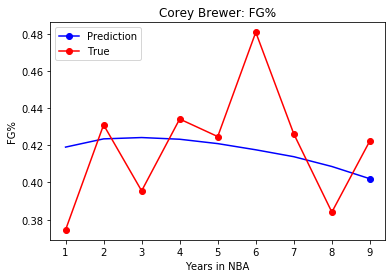 Corey Brewer: FG%
Prediction
True
FG%
0.48
0.46
0.44
0.42
0.40
0.38
1 2 3 4 5 6 7 8 9
Years in NBA